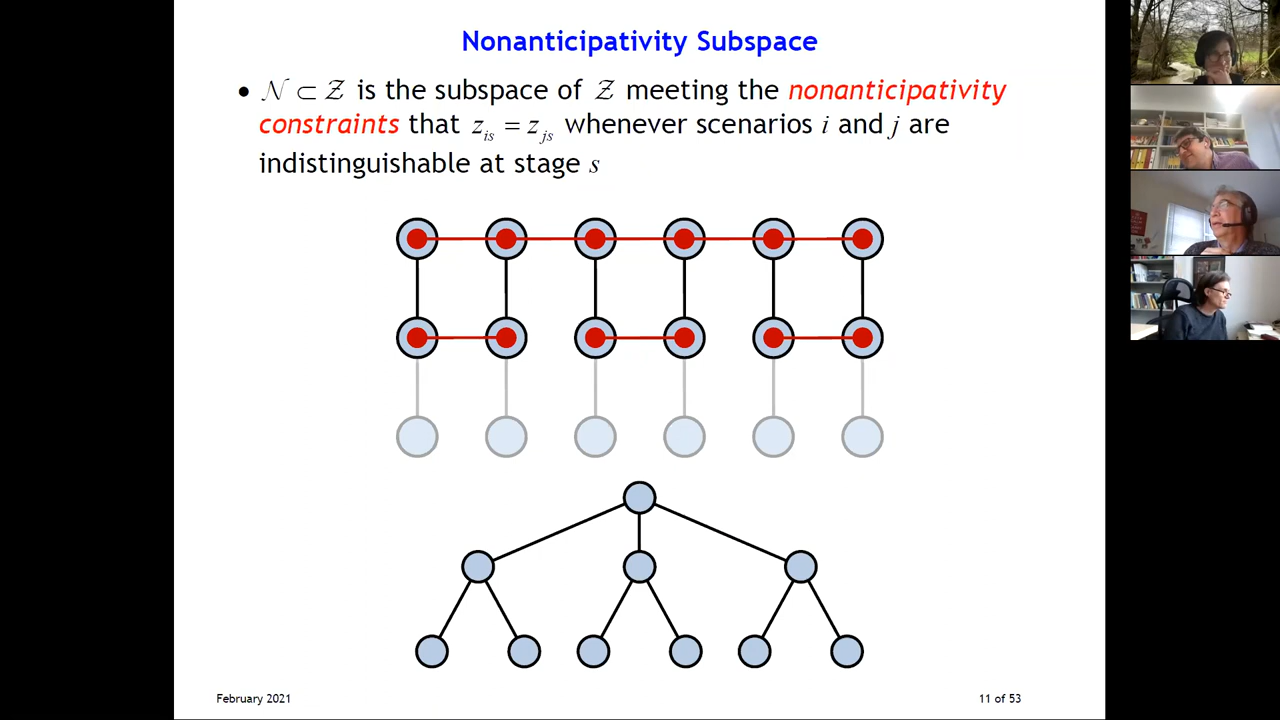 Nonanticipativity Subspace
• 𝒩 ⊂ 𝒵 is the subspace of 𝒵 meeting the nonanticipativity
constraints that z_is = z_js whenever scenarios i and j are
indistinguishable at stage s
February 2021
11 of 53